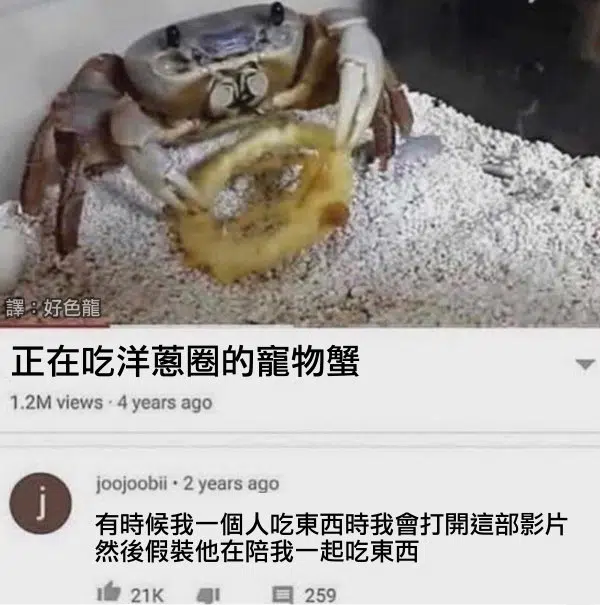 譯：好色龍
正在吃洋蔥圈的寵物蟹
1.2M views · 4 years ago
j
joojoobii • 2 years ago
有時候我一個人吃東西時我會打開這部影片
然後假裝他在陪我一起吃東西
21K 259